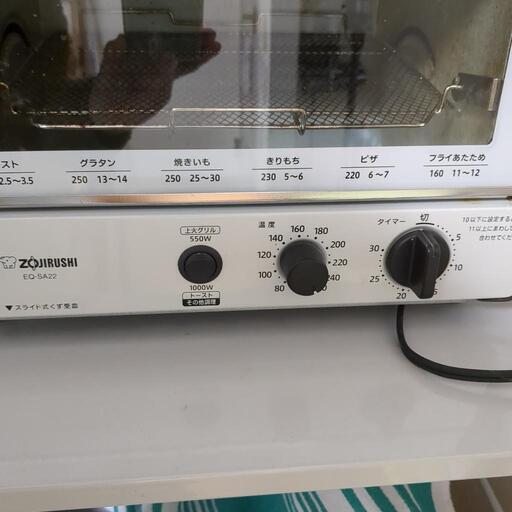 スト グラタン 焼きいも きりもち ピザ フライあたため
2.5〜3.5 250 13〜14 250 25〜30 230 5〜6 220 6〜7 160 11〜12
ZOJIRUSHI
EQ-SA22
▼スライド式くず受皿
上火グリル
550W
1000W
トースト
その他調理
温度
80 100 120 140 160 180 200 220 240
タイマー 切
5 20 25 30
10以下に設定する
11以上にまわして
合わせてくだ